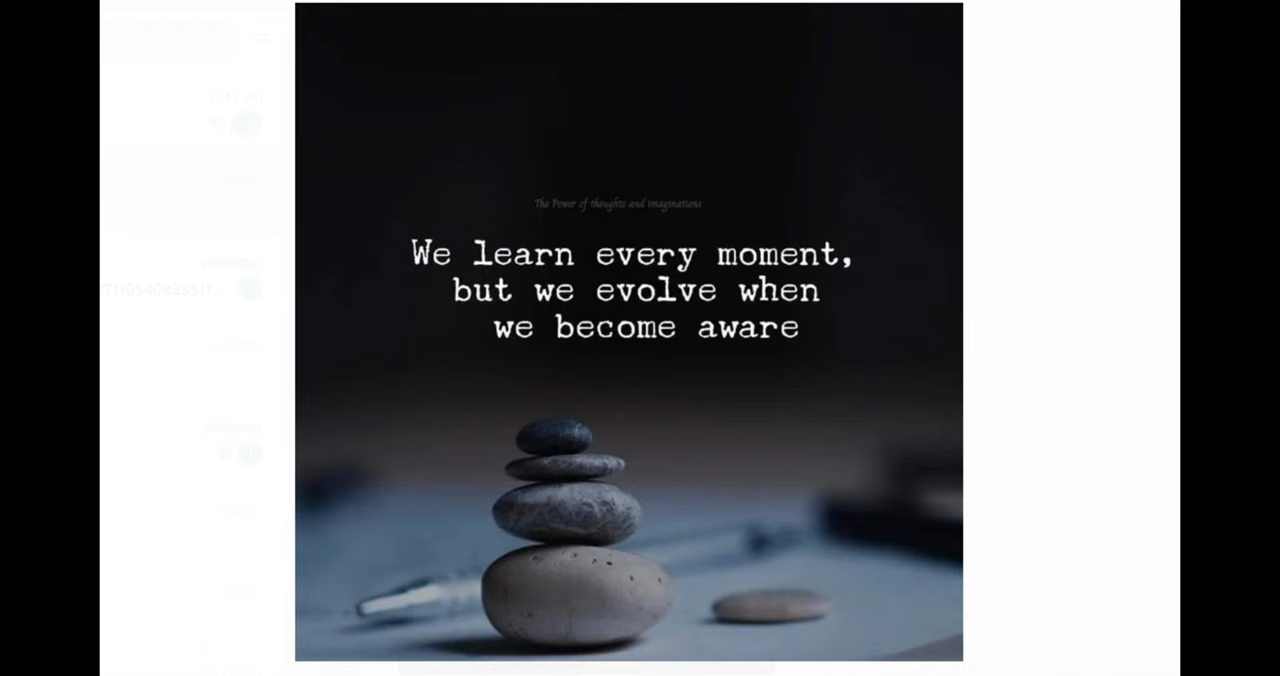 The Power of thoughts and imaginations
We learn every moment,
but we evolve when
we become aware